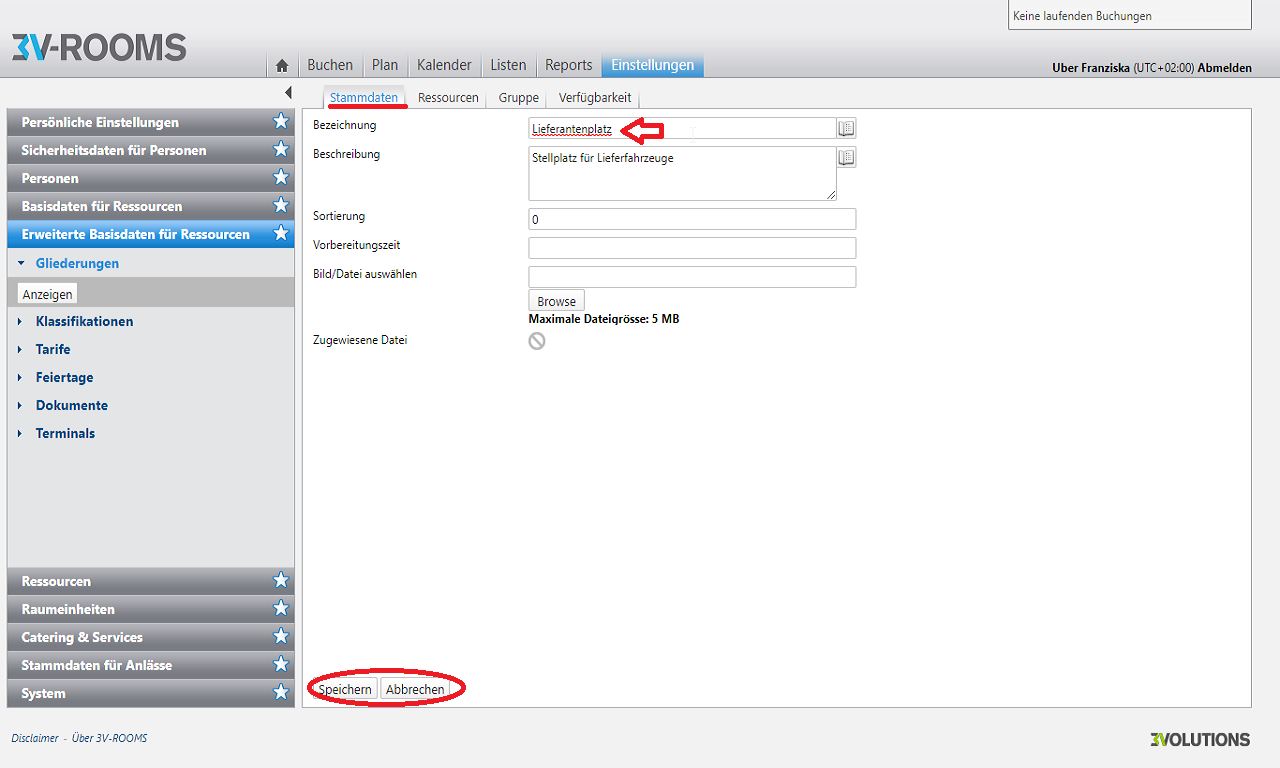 Keine laufenden Buchungen
3V-ROOMS
Buchen Plan Kalender Listen Reports Einstellungen
Uber Franziska (UTC+02:00) Abmelden
Stammdaten Ressourcen Gruppe Verfügbarkeit
Persönliche Einstellungen
Sicherheitsdaten für Personen
Personen
Basisdaten für Ressourcen
Erweiterte Basisdaten für Ressourcen
Gliederungen
Anzeigen
Klassifikationen
Tarife
Feiertage
Dokumente
Terminals
Ressourcen
Raumeinheiten
Catering & Services
Stammdaten für Anlässe
System
Bezeichnung Lieferantenplatz
Beschreibung Stellplatz für Lieferfahrzeuge
Sortierung 0
Vorbereitungszeit
Bild/Datei auswählen
Browse
Maximale Dateigrösse: 5 MB
Zugewiesene Datei
Speichern Abbrechen
Disclaimer - Über 3V-ROOMS
3VOLUTIONS